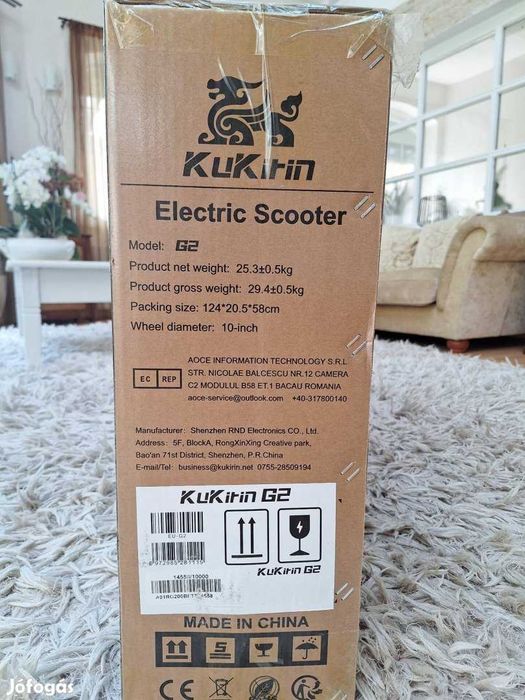 KuKirin
Electric Scooter
Model: G2
Product net weight: 25.3±0.5kg
Product gross weight: 29.4±0.5kg
Packing size: 124*20.5*58cm
Wheel diameter: 10-inch
EC REP
AOCE INFORMATION TECHNOLOGY S.R.L
STR. NICOLAE BALCESCU NR.12 CAMERA
C2 MODULUL B58 ET.1 BACAU ROMANIA
aoce-service@outlook.com +40-317800140
Manufacturer: Shenzhen RND Electronics CO., Ltd.
Address: 5F, BlockA, RongXinXing Creative park,
Bao'an 71st District, Shenzhen, P.R.China
E-mail/Tel: business@kukirin.net 0755-28509194
KuKirin G2
EU-G2
KuKirin G2
MADE IN CHINA
5
CE
Jófogás